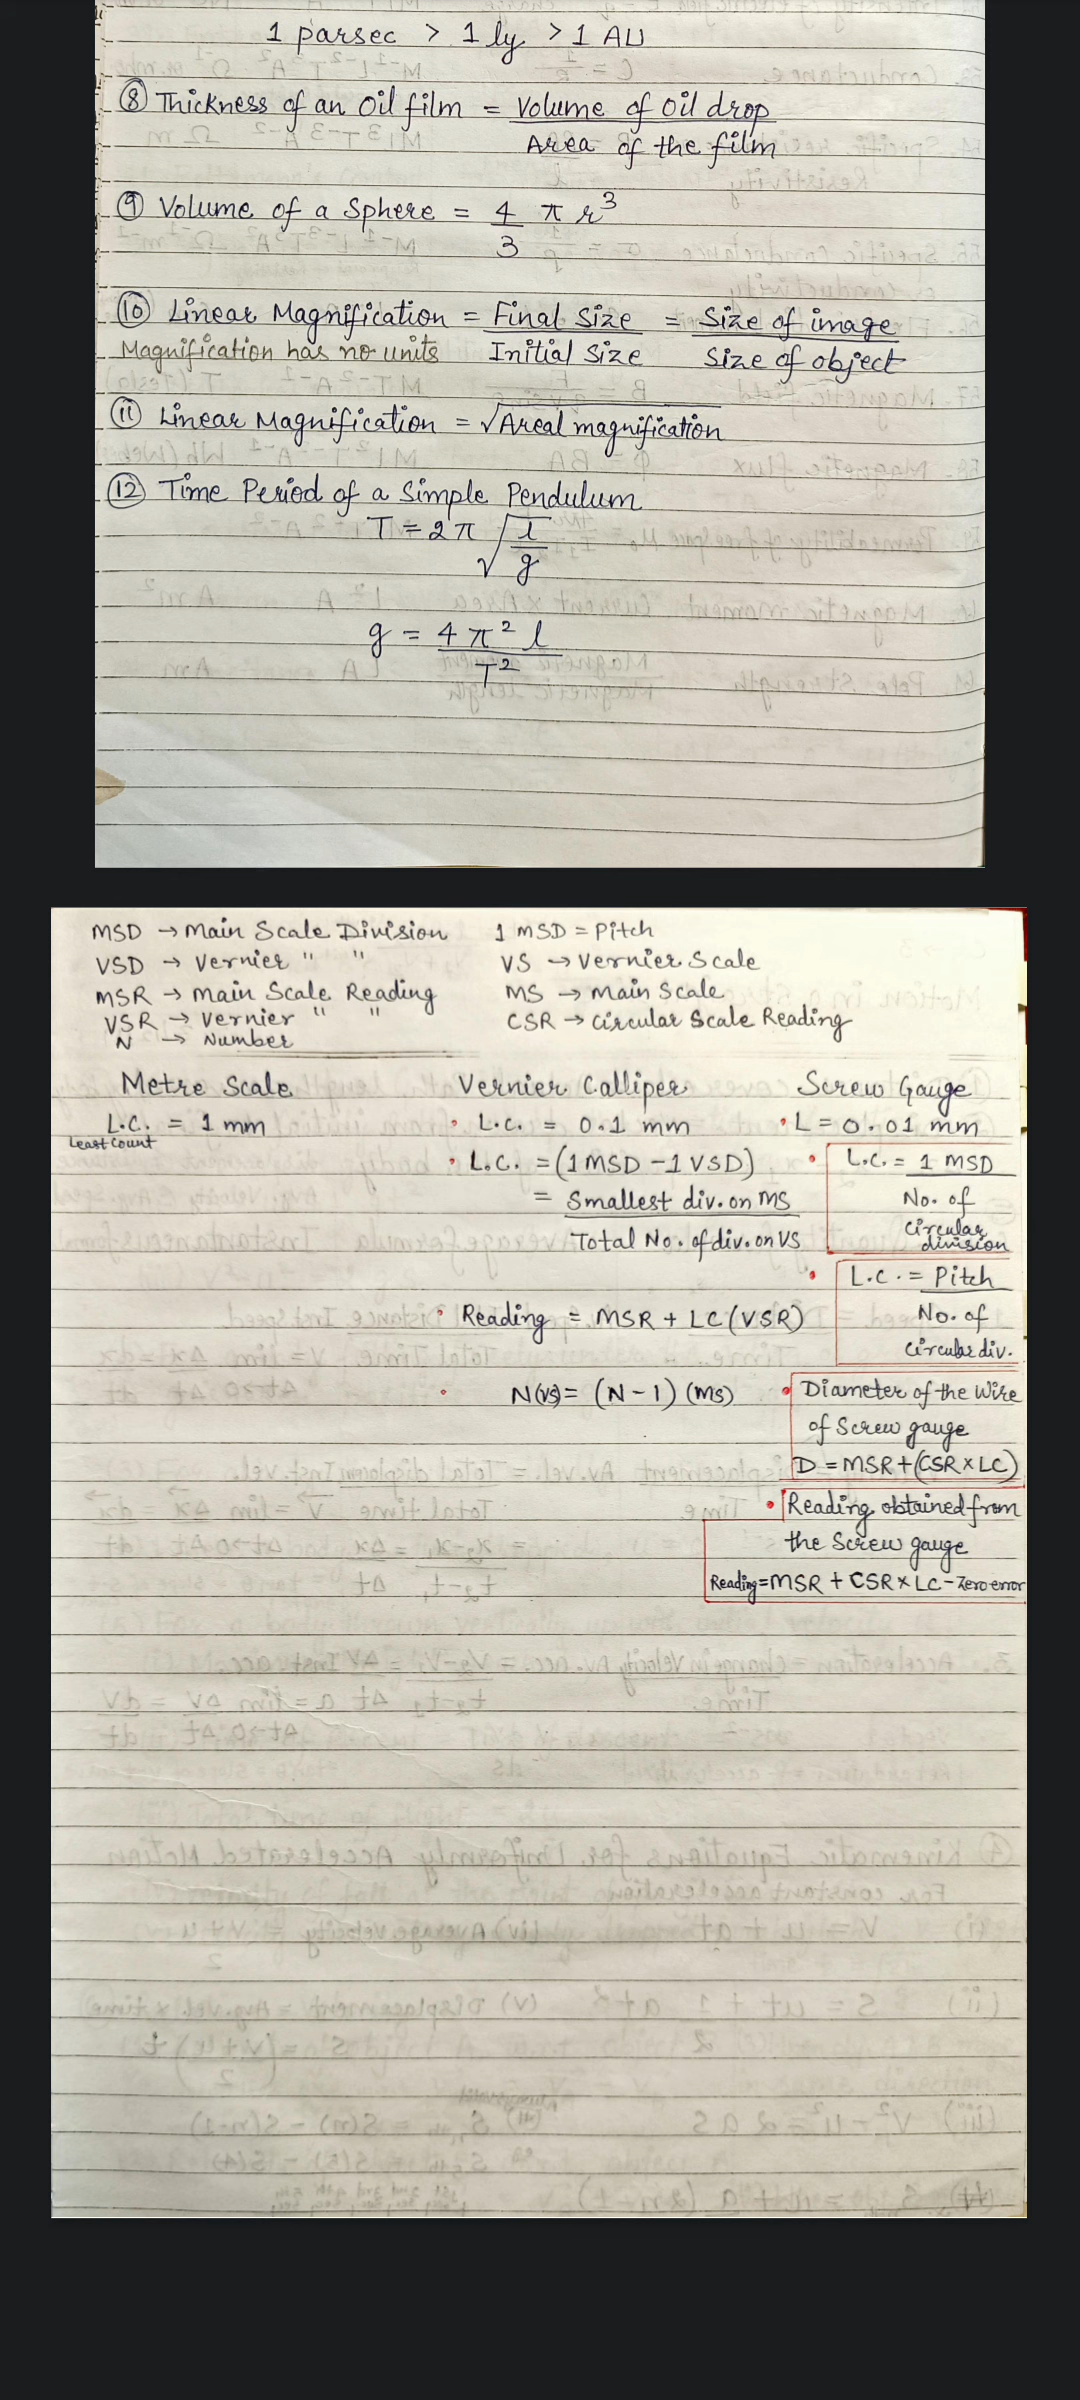 1 parsec > 1 ly > 1 AU
⑧ Thickness of an oil film = Volume of oil drop
Area of the film
⑨ Volume of a Sphere = 4 π r³
3
⑩ Linear Magnification = Final Size = Size of image
Magnification has no units Initial Size Size of object
⑪ Linear Magnification = √Areal magnification
⑫ Time Period of a Simple Pendulum
T = 2π √l
g
g = 4π² l
T²
MSD → Main Scale Division 1 MSD = Pitch
VSD → Vernier " " VS → Vernier Scale
MSR → Main Scale Reading MS → Main Scale
VSR → Vernier " " CSR → Circular Scale Reading
N → Number
Metre Scale Vernier Calliper Screw Gauge
L.C. = 1 mm • L.C. = 0.1 mm • L = 0.01 mm
Least Count
• L.C. = (1 MSD - 1 VSD) • L.C. = 1 MSD
= Smallest div. on MS No. of
Total No. of div. on VS Circular
division
• L.C. = Pitch
• Reading = MSR + LC (VSR) No. of
Circular div.
• N(VS) = (N-1) (MS) • Diameter of the Wire
of Screw gauge
D = MSR + (CSR × LC)
• Reading obtained from
the Screw gauge
Reading = MSR + CSR × LC - Zero error